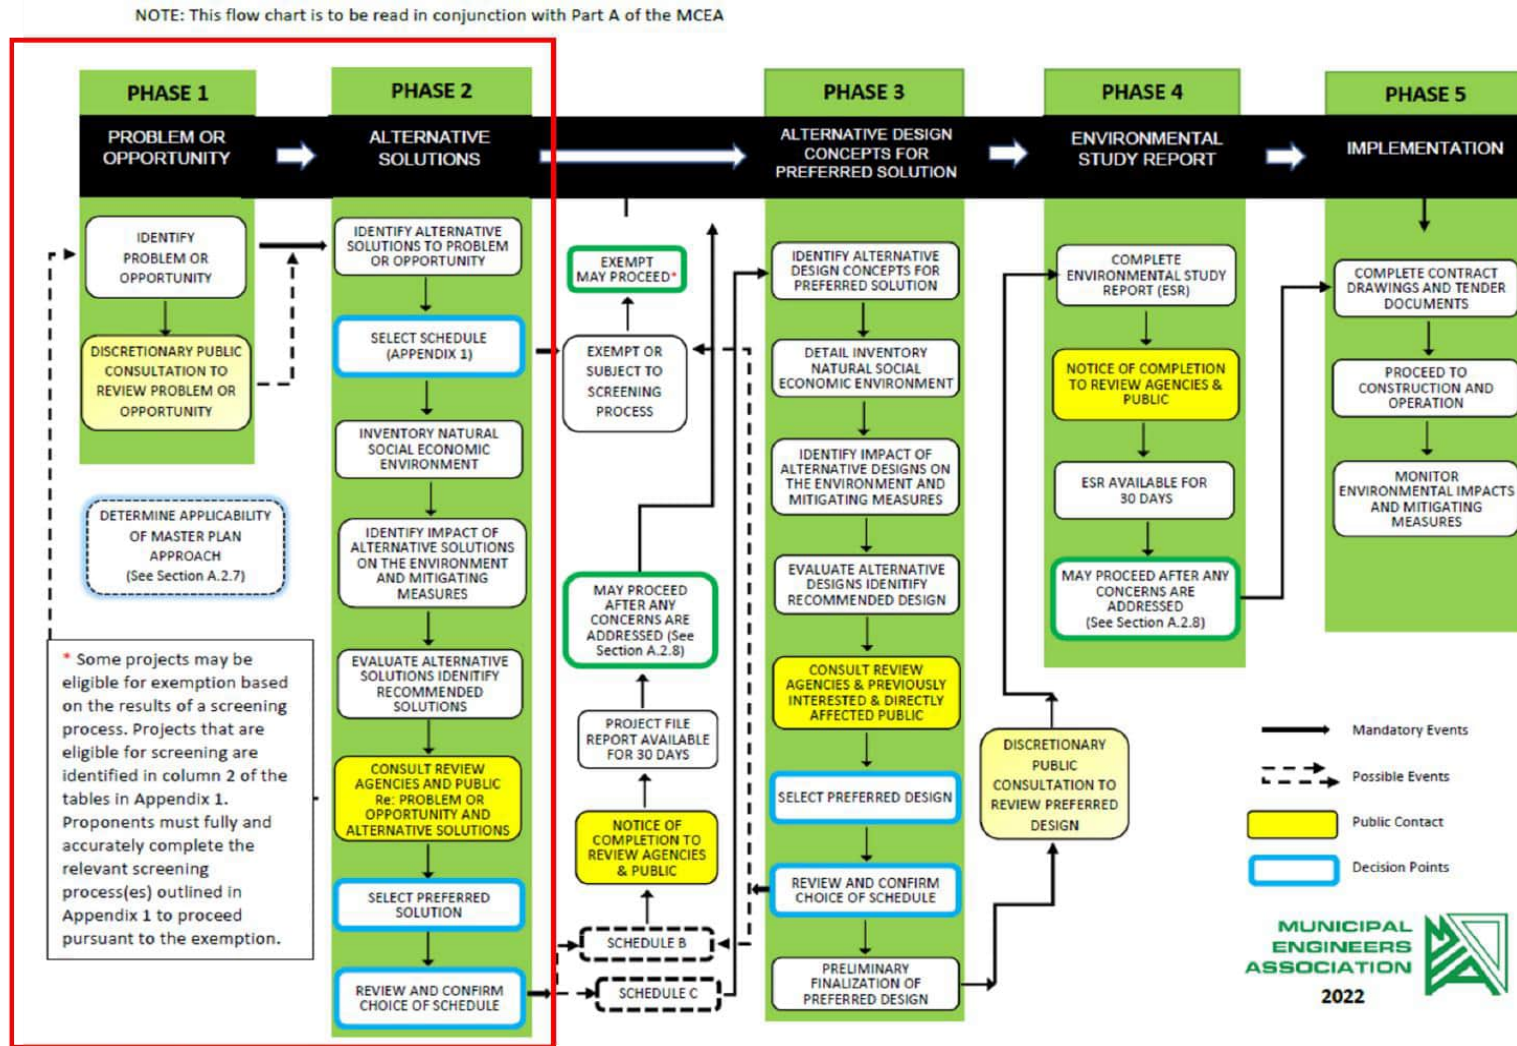 NOTE: This flow chart is to be read in conjunction with Part A of the MCEA
PHASE 1
PROBLEM OR
OPPORTUNITY
IDENTIFY
PROBLEM OR
OPPORTUNITY
DISCRETIONARY PUBLIC
CONSULTATION TO
REVIEW PROBLEM OR
OPPORTUNITY
DETERMINE APPLICABILITY
OF MASTER PLAN
APPROACH
(See Section A.2.7)
* Some projects may be
eligible for exemption based
on the results of a screening
process. Projects that are
eligible for screening are
identified in column 2 of the
tables in Appendix 1.
Proponents must fully and
accurately complete the
relevant screening
process(es) outlined in
Appendix 1 to proceed
pursuant to the exemption.
PHASE 2
ALTERNATIVE
SOLUTIONS
IDENTIFY ALTERNATIVE
SOLUTIONS TO PROBLEM
OR OPPORTUNITY
SELECT SCHEDULE
(APPENDIX 1)
INVENTORY NATURAL
SOCIAL ECONOMIC
ENVIRONMENT
IDENTIFY IMPACT OF
ALTERNATIVE SOLUTIONS
ON THE ENVIRONMENT
AND MITIGATING
MEASURES
EVALUATE ALTERNATIVE
SOLUTIONS IDENITIFY
RECOMMENDED
SOLUTIONS
CONSULT REVIEW
AGENCIES AND PUBLIC
Re: PROBLEM OR
OPPORTUNITY AND
ALTERNATIVE SOLUTIONS
SELECT PREFERRED
SOLUTION
REVIEW AND CONFIRM
CHOICE OF SCHEDULE
EXEMPT
MAY PROCEED*
EXEMPT OR
SUBJECT TO
SCREENING
PROCESS
MAY PROCEED
AFTER ANY
CONCERNS ARE
ADDRESSED (See
Section A.2.8)
PROJECT FILE
REPORT AVAILABLE
FOR 30 DAYS
NOTICE OF
COMPLETION TO
REVIEW AGENCIES
& PUBLIC
SCHEDULE B
SCHEDULE C
PHASE 3
ALTERNATIVE DESIGN
CONCEPTS FOR
PREFERRED SOLUTION
IDENTIFY ALTERNATIVE
DESIGN CONCEPTS FOR
PREFERRED SOLUTION
DETAIL INVENTORY
NATURAL SOCIAL
ECONOMIC ENVIRONMENT
IDENTIFY IMPACT OF
ALTERNATIVE DESIGNS ON
THE ENVIRONMENT AND
MITIGATING MEASURES
EVALUATE ALTERNATIVE
DESIGNS IDENTIFY
RECOMMENDED DESIGN
CONSULT REVIEW
AGENCIES & PREVIOUSLY
INTERESTED & DIRECTLY
AFFECTED PUBLIC
SELECT PREFERRED DESIGN
REVIEW AND CONFIRM
CHOICE OF SCHEDULE
PRELIMINARY
FINALIZATION OF
PREFERRED DESIGN
DISCRETIONARY
PUBLIC
CONSULTATION TO
REVIEW PREFERRED
DESIGN
PHASE 4
ENVIRONMENTAL
STUDY REPORT
COMPLETE
ENVIRONMENTAL STUDY
REPORT (ESR)
NOTICE OF COMPLETION
TO REVIEW AGENCIES &
PUBLIC
ESR AVAILABLE FOR
30 DAYS
MAY PROCEED AFTER ANY
CONCERNS ARE
ADDRESSED
(See Section A.2.8)
PHASE 5
IMPLEMENTATION
COMPLETE CONTRACT
DRAWINGS AND TENDER
DOCUMENTS
PROCEED TO
CONSTRUCTION AND
OPERATION
MONITOR
ENVIRONMENTAL IMPACTS
AND MITIGATING
MEASURES
Mandatory Events
Possible Events
Public Contact
Decision Points
MUNICIPAL
ENGINEERS
ASSOCIATION
2022